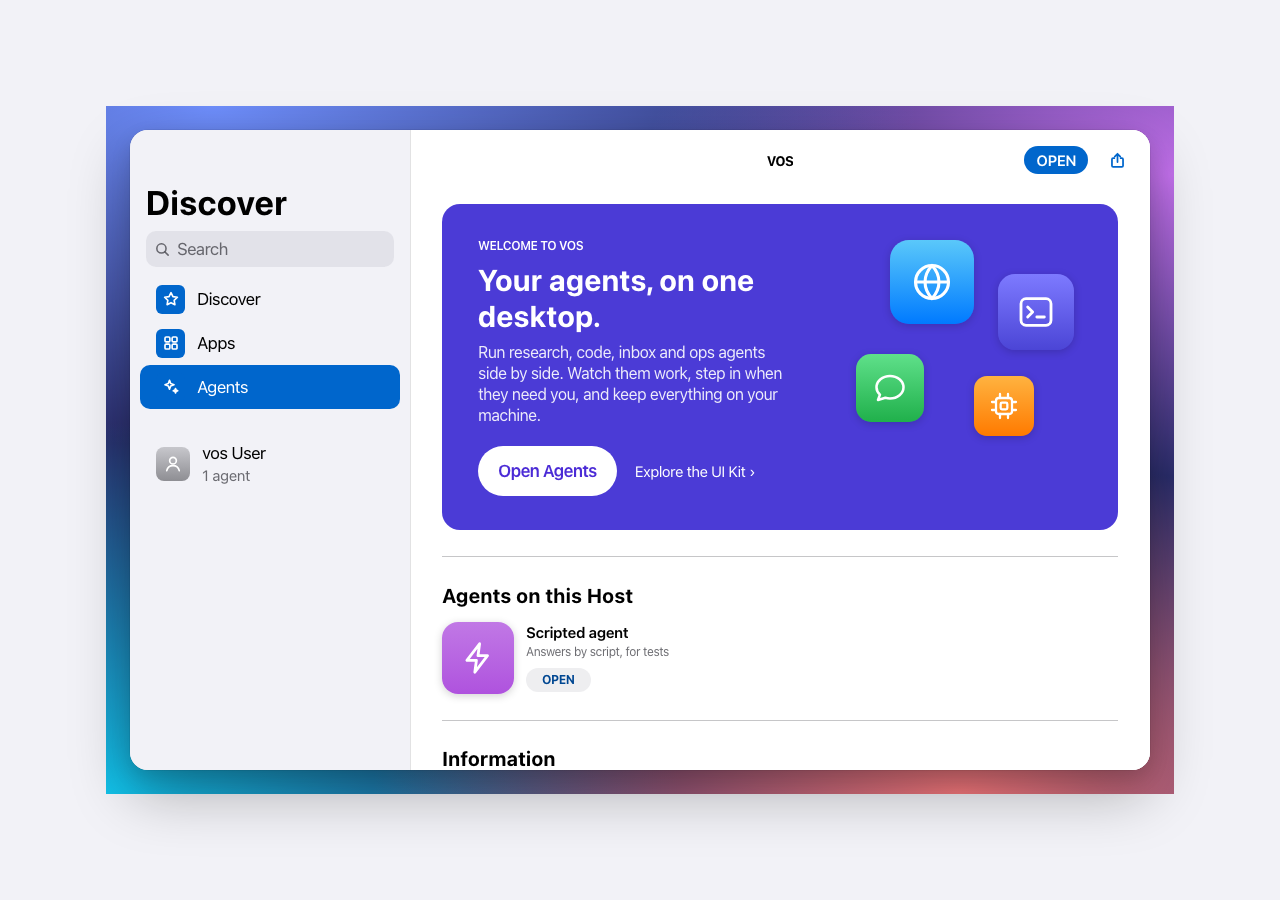 Discover
Search
Discover
Apps
Agents
vos User
1 agent
VOS
OPEN
WELCOME TO VOS
Your agents, on one
desktop.
Run research, code, inbox and ops agents
side by side. Watch them work, step in when
they need you, and keep everything on your
machine.
Open Agents
Explore the UI Kit ›
Agents on this Host
Scripted agent
Answers by script, for tests
OPEN
Information